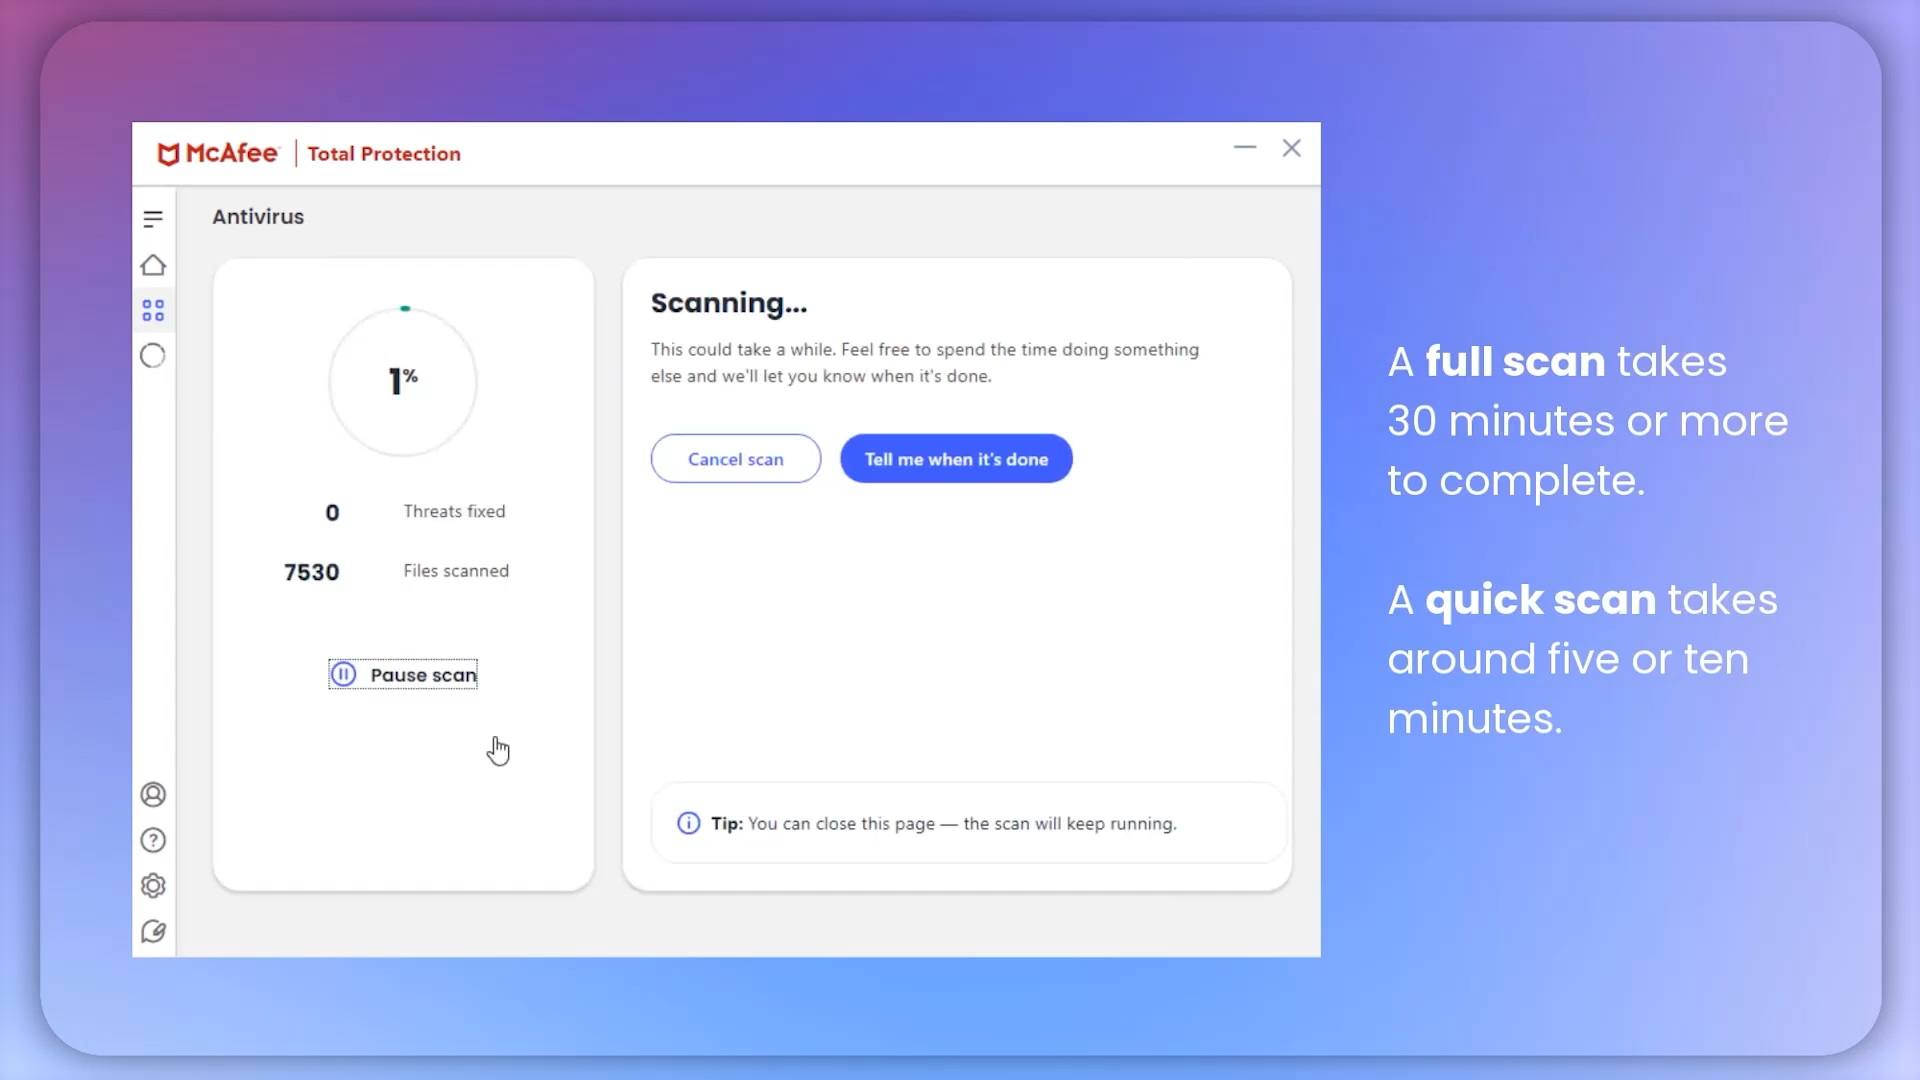 McAfee | Total Protection
Antivirus
1%
0 Threats fixed
7530 Files scanned
Pause scan
Scanning...
This could take a while. Feel free to spend the time doing something
else and we'll let you know when it's done.
Cancel scan
Tell me when it's done
Tip: You can close this page — the scan will keep running.
A full scan takes
30 minutes or more
to complete.
A quick scan takes
around five or ten
minutes.